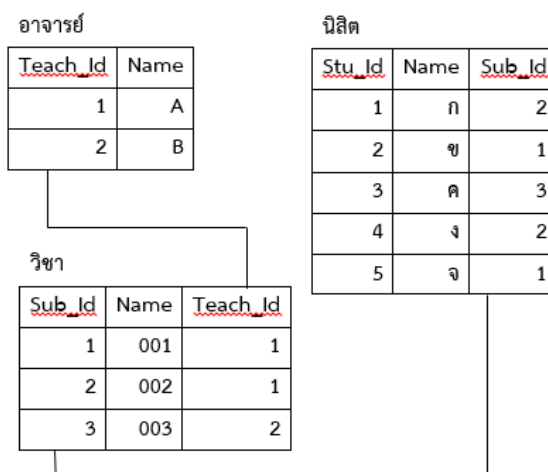 อาจารย์
Teach_Id Name
1 A
2 B
นิสิต
Stu_Id Name Sub_Id
1 ก 2
2 ข 1
3 ค 3
4 ง 2
5 จ 1
วิชา
Sub_Id Name Teach_Id
1 001 1
2 002 1
3 003 2